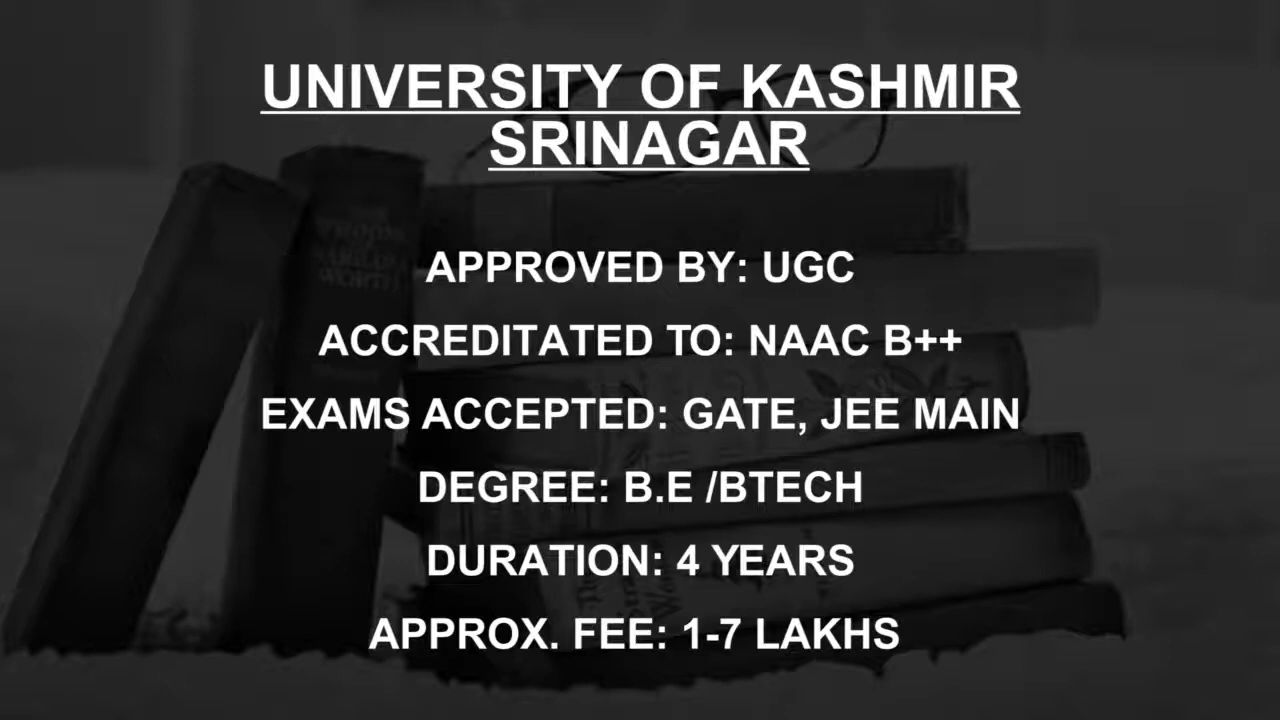 UNIVERSITY OF KASHMIR
SRINAGAR
APPROVED BY: UGC
ACCREDITATED TO: NAAC B++
EXAMS ACCEPTED: GATE, JEE MAIN
DEGREE: B.E /BTECH
DURATION: 4 YEARS
APPROX. FEE: 1-7 LAKHS